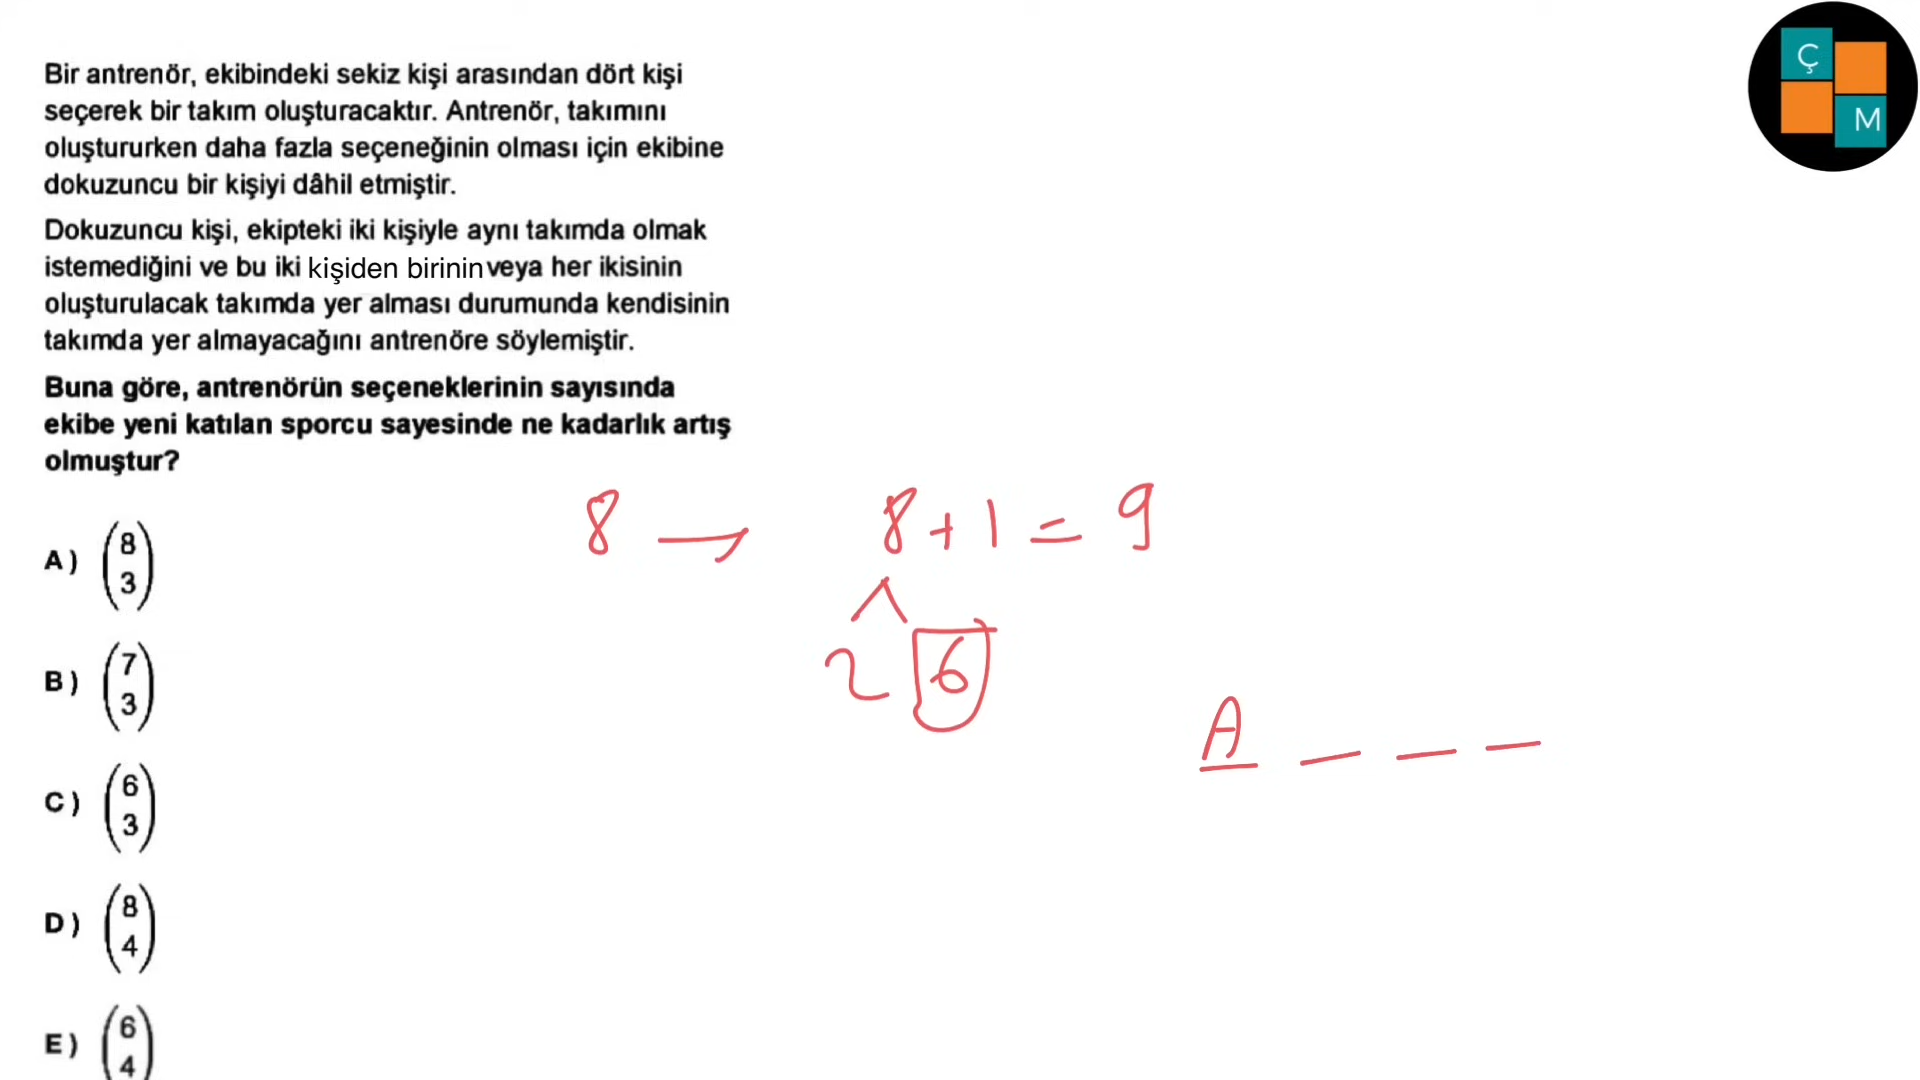 Bir antrenör, ekibindeki sekiz kişi arasından dört kişi
seçerek bir takım oluşturacaktır. Antrenör, takımını
oluştururken daha fazla seçeneğinin olması için ekibine
dokuzuncu bir kişiyi dâhil etmiştir.
Dokuzuncu kişi, ekipteki iki kişiyle aynı takımda olmak
istemediğini ve bu iki kişiden birinin veya her ikisinin
oluşturulacak takımda yer alması durumunda kendisinin
takımda yer almayacağını antrenöre söylemiştir.
Buna göre, antrenörün seçeneklerinin sayısında
ekibe yeni katılan sporcu sayesinde ne kadarlık artış
olmuştur?
A) (8
3)
B) (7
3)
C) (6
3)
D) (8
4)
E) (6
4)
8 → 8+1=9
2 6
A _ _ _
Ç
M